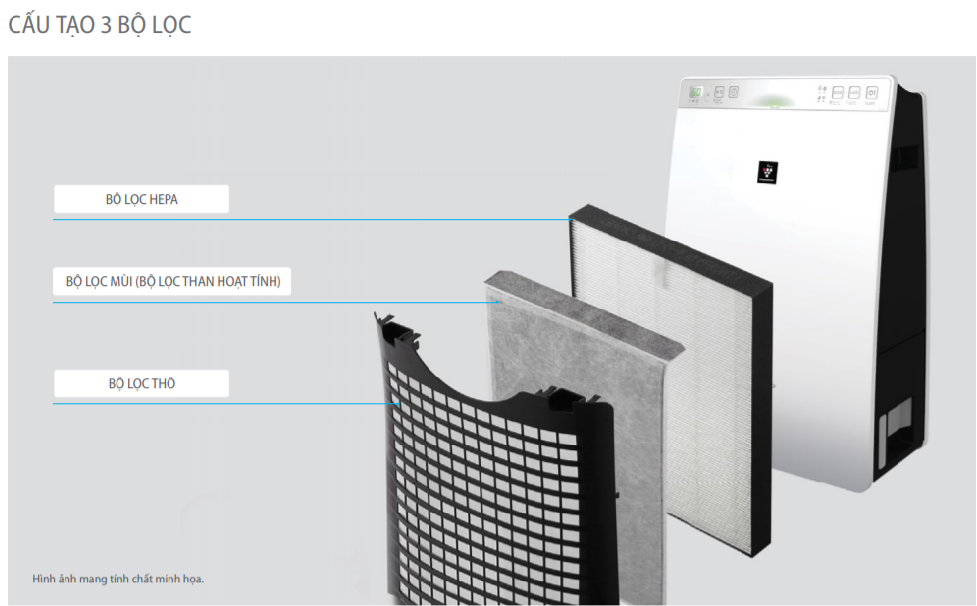 CẤU TẠO 3 BỘ LỌC
BỘ LỌC HEPA
BỘ LỌC MÙI (BỘ LỌC THAN HOẠT TÍNH)
BỘ LỌC THÔ
Hình ảnh mang tính chất minh họa.